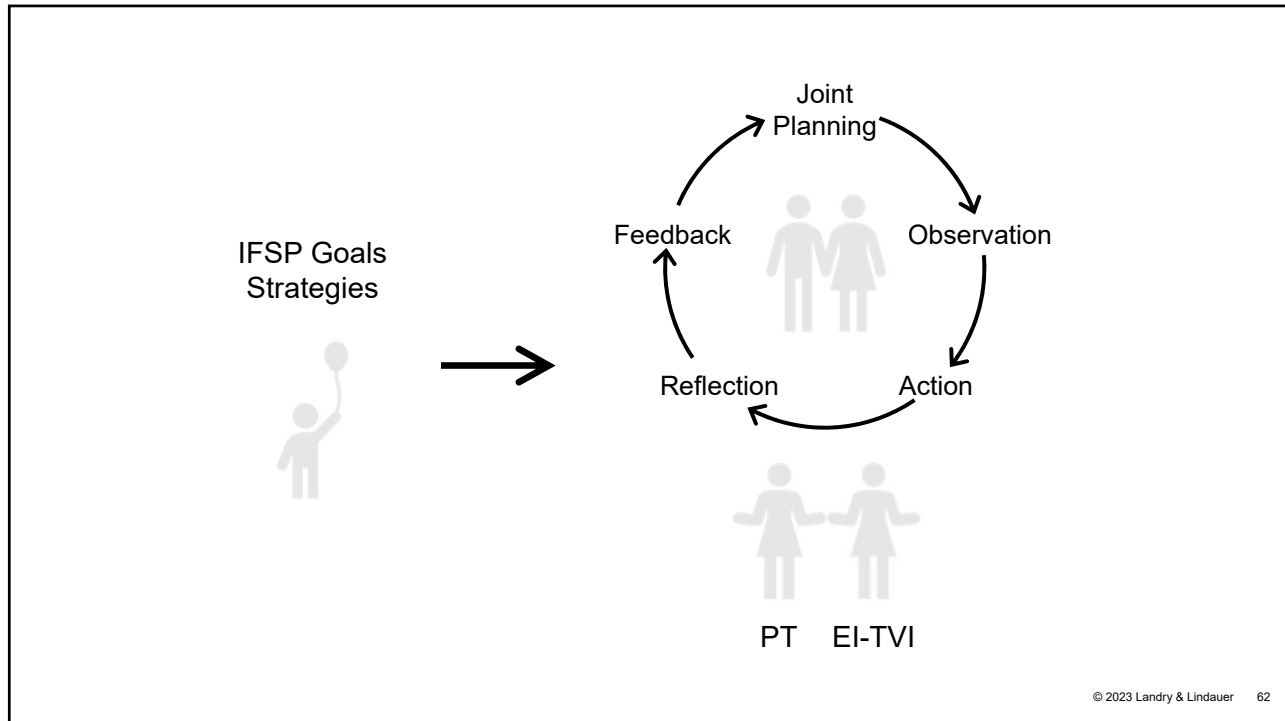 IFSP Goals
Strategies
Joint
Planning
Observation
Action
Reflection
Feedback
PT EI-TVI
© 2023 Landry & Lindauer 62